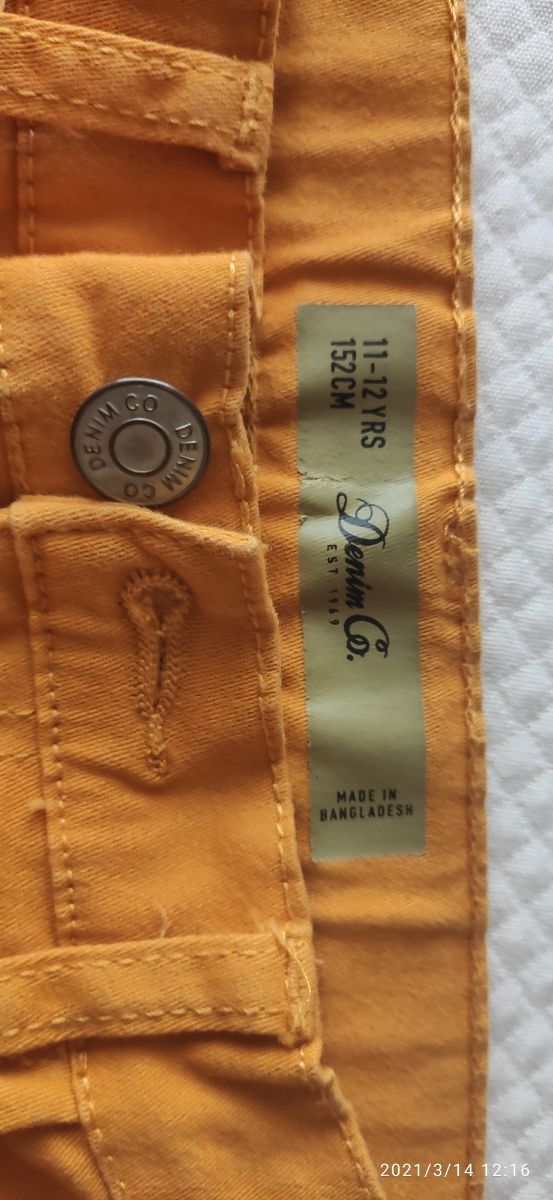 DENIM CO DENIM CO
11-12 YRS
152CM
Denim Co.
EST 1969
MADE IN
BANGLADESH
2021/3/14 12:16